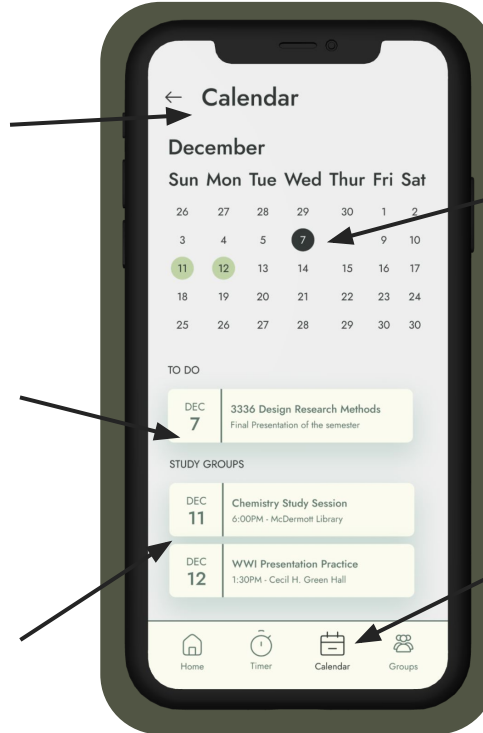 ← Calendar
December
Sun Mon Tue Wed Thur Fri Sat
26 27 28 29 30 1 2
3 4 5 7 9 10
11 12 13 14 15 16 17
18 19 20 21 22 23 24
25 26 27 28 29 30 30
TO DO
DEC
7
3336 Design Research Methods
Final Presentation of the semester
STUDY GROUPS
DEC
11
Chemistry Study Session
6:00PM - McDermott Library
DEC
12
WWI Presentation Practice
1:30PM - Cecil H. Green Hall
Home Timer Calendar Groups